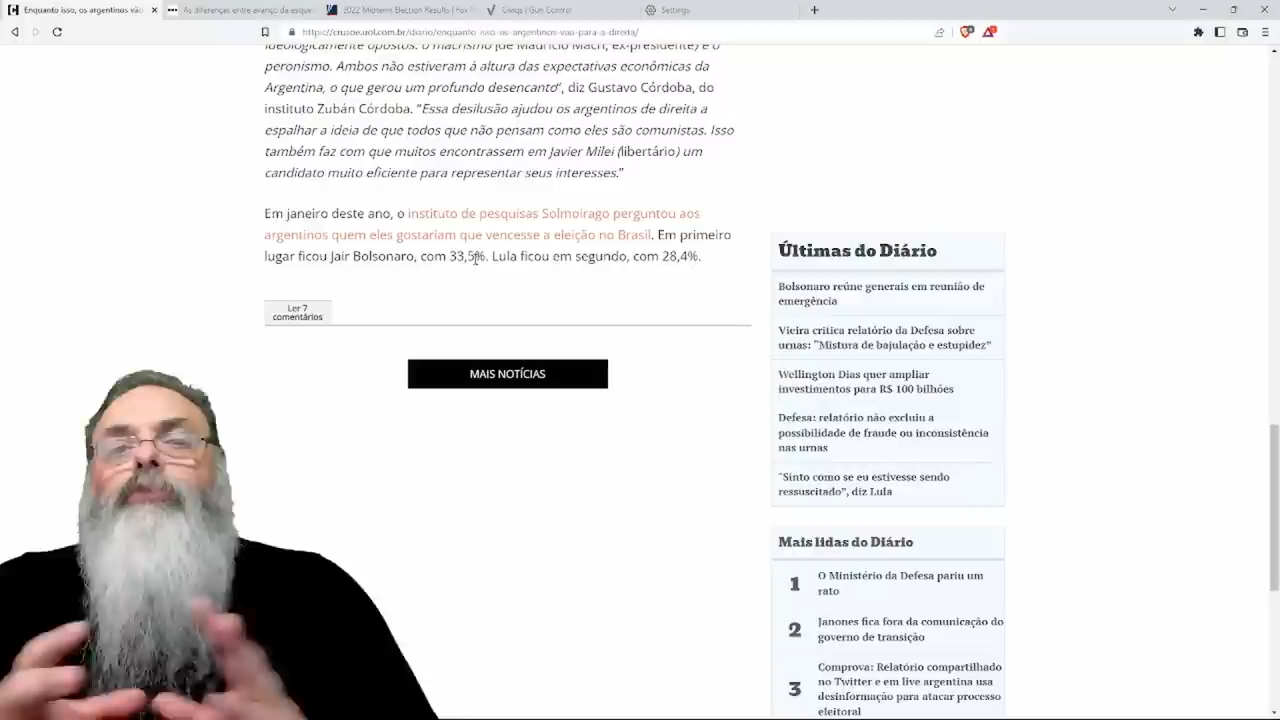 Enquanto isso, os argentinos vão
As diferenças entre avanço da esque
2022 Midterm Election Results | Fox
Civiqs | Gun Control
Settings
https://crusoe.uol.com.br/diario/enquanto-isso-os-argentinos-vao-para-a-direita/
ideologicamente opostos: o macrismo (de Mauricio Macri, ex-presidente) e o
peronismo. Ambos não estiveram à altura das expectativas econômicas da
Argentina, o que gerou um profundo desencanto", diz Gustavo Córdoba, do
instituto Zubán Córdoba. "Essa desilusão ajudou os argentinos de direita a
espalhar a ideia de que todos que não pensam como eles são comunistas. Isso
também faz com que muitos encontrassem em Javier Milei (libertário) um
candidato muito eficiente para representar seus interesses."
Em janeiro deste ano, o instituto de pesquisas Solmoirago perguntou aos
argentinos quem eles gostariam que vencesse a eleição no Brasil. Em primeiro
lugar ficou Jair Bolsonaro, com 33,5%. Lula ficou em segundo, com 28,4%.
Ler 7
comentários
MAIS NOTÍCIAS
Últimas do Diário
Bolsonaro reúne generais em reunião de
emergência
Vieira critica relatório da Defesa sobre
urnas: "Mistura de bajulação e estupidez"
Wellington Dias quer ampliar
investimentos para R$ 100 bilhões
Defesa: relatório não excluiu a
possibilidade de fraude ou inconsistência
nas urnas
"Sinto como se eu estivesse sendo
ressuscitado", diz Lula
Mais lidas do Diário
1
O Ministério da Defesa pariu um
rato
2
Janones fica fora da comunicação do
governo de transição
3
Comprova: Relatório compartilhado
no Twitter e em live argentina usa
desinformação para atacar processo
eleitoral